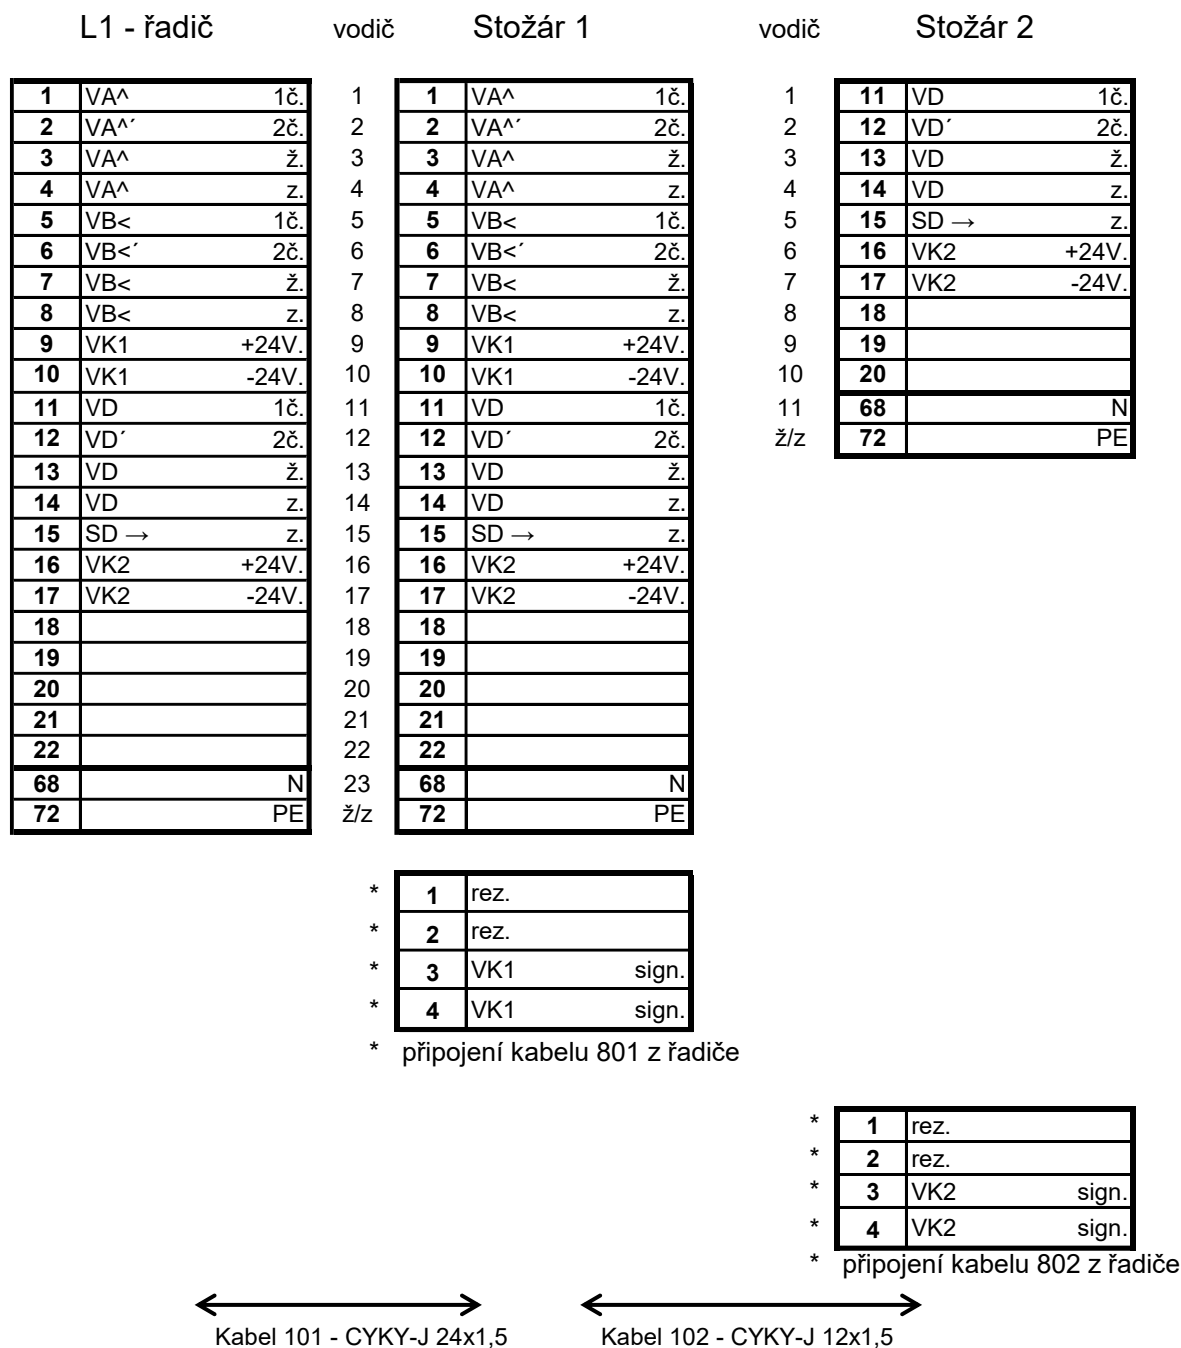 L1 - řadič vodič Stožár 1 vodič Stožár 2
1 VA^ 1č. 1 1 VA^ 1č. 1 11 VD 1č.
2 VA^´ 2č. 2 2 VA^´ 2č. 2 12 VD´ 2č.
3 VA^ ž. 3 3 VA^ ž. 3 13 VD ž.
4 VA^ z. 4 4 VA^ z. 4 14 VD z.
5 VB< 1č. 5 5 VB< 1č. 5 15 SD → z.
6 VB<´ 2č. 6 6 VB<´ 2č. 6 16 VK2 +24V.
7 VB< ž. 7 7 VB< ž. 7 17 VK2 -24V.
8 VB< z. 8 8 VB< z. 8 18
9 VK1 +24V. 9 9 VK1 +24V. 9 19
10 VK1 -24V. 10 10 VK1 -24V. 10 20
11 VD 1č. 11 11 VD 1č. 11 68 N
12 VD´ 2č. 12 12 VD´ 2č. ž/z 72 PE
13 VD ž. 13 13 VD ž.
14 VD z. 14 14 VD z.
15 SD → z. 15 15 SD → z.
16 VK2 +24V. 16 16 VK2 +24V.
17 VK2 -24V. 17 17 VK2 -24V.
18 18 18
19 19 19
20 20 20
21 21 21
22 22 22
68 N 23 68 N
72 PE ž/z 72 PE
* 1 rez.
* 2 rez.
* 3 VK1 sign.
* 4 VK1 sign.
* připojení kabelu 801 z řadiče
* 1 rez.
* 2 rez.
* 3 VK2 sign.
* 4 VK2 sign.
* připojení kabelu 802 z řadiče
Kabel 101 - CYKY-J 24x1,5 Kabel 102 - CYKY-J 12x1,5